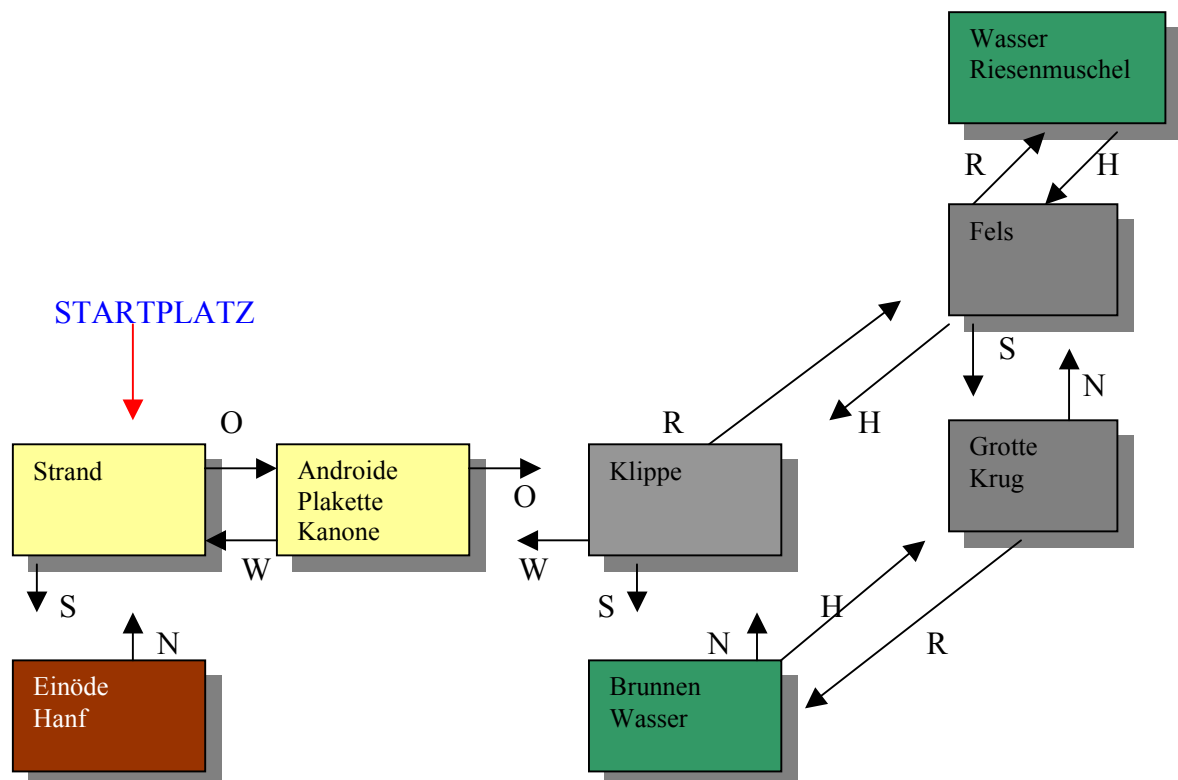 Wasser
Riesenmuschel
R
H
Fels
STARTPLATZ
S
N
O
R
H
Strand
Androide
Plakette
Kanone
O
Klippe
Grotte
Krug
W
W
S
S
H
N
N
R
Einöde
Hanf
Brunnen
Wasser